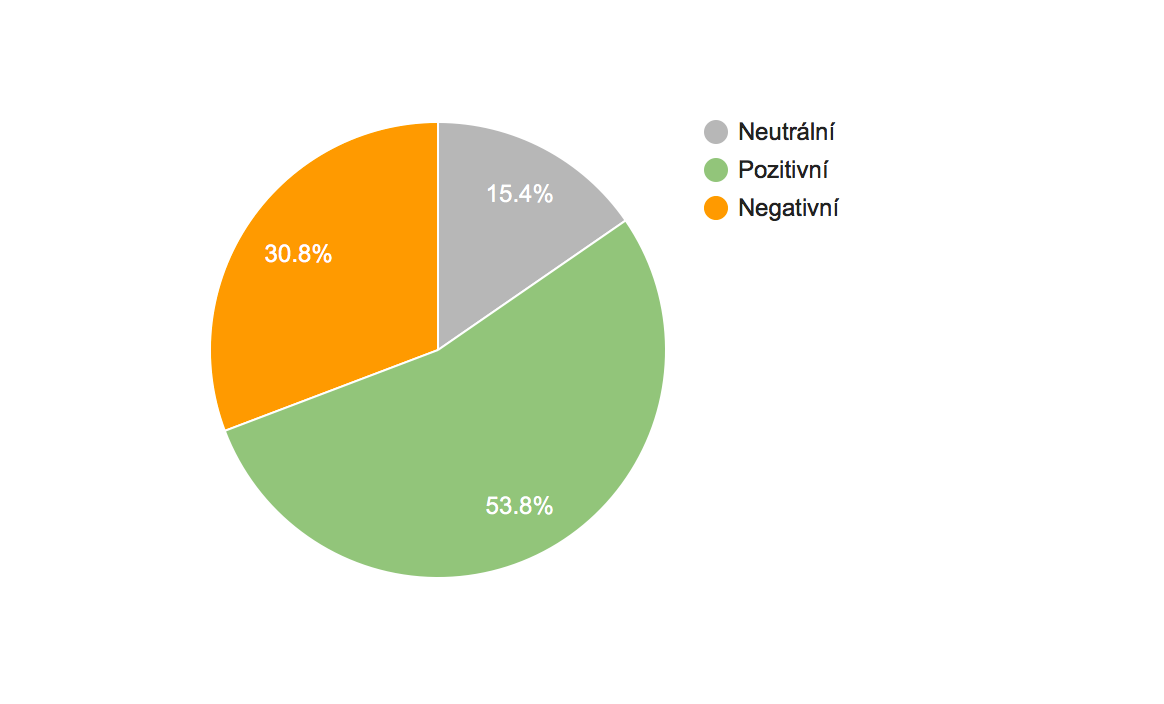 Neutrální
Pozitivní
Negativní
15.4%
30.8%
53.8%